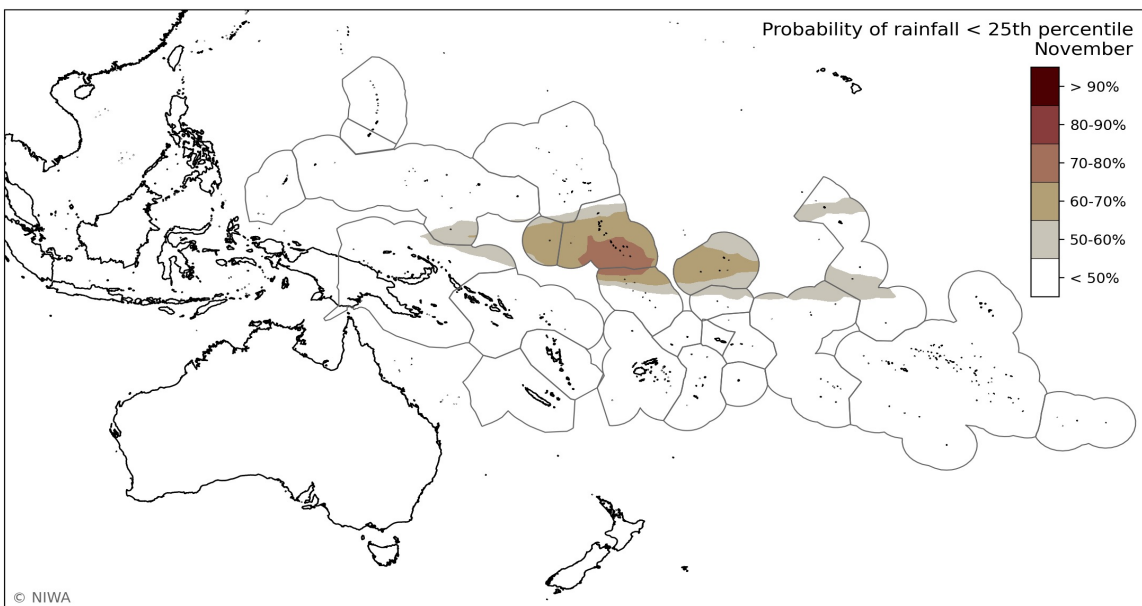 Probability of rainfall < 25th percentile
November
> 90%
80-90%
70-80%
60-70%
50-60%
< 50%
© NIWA